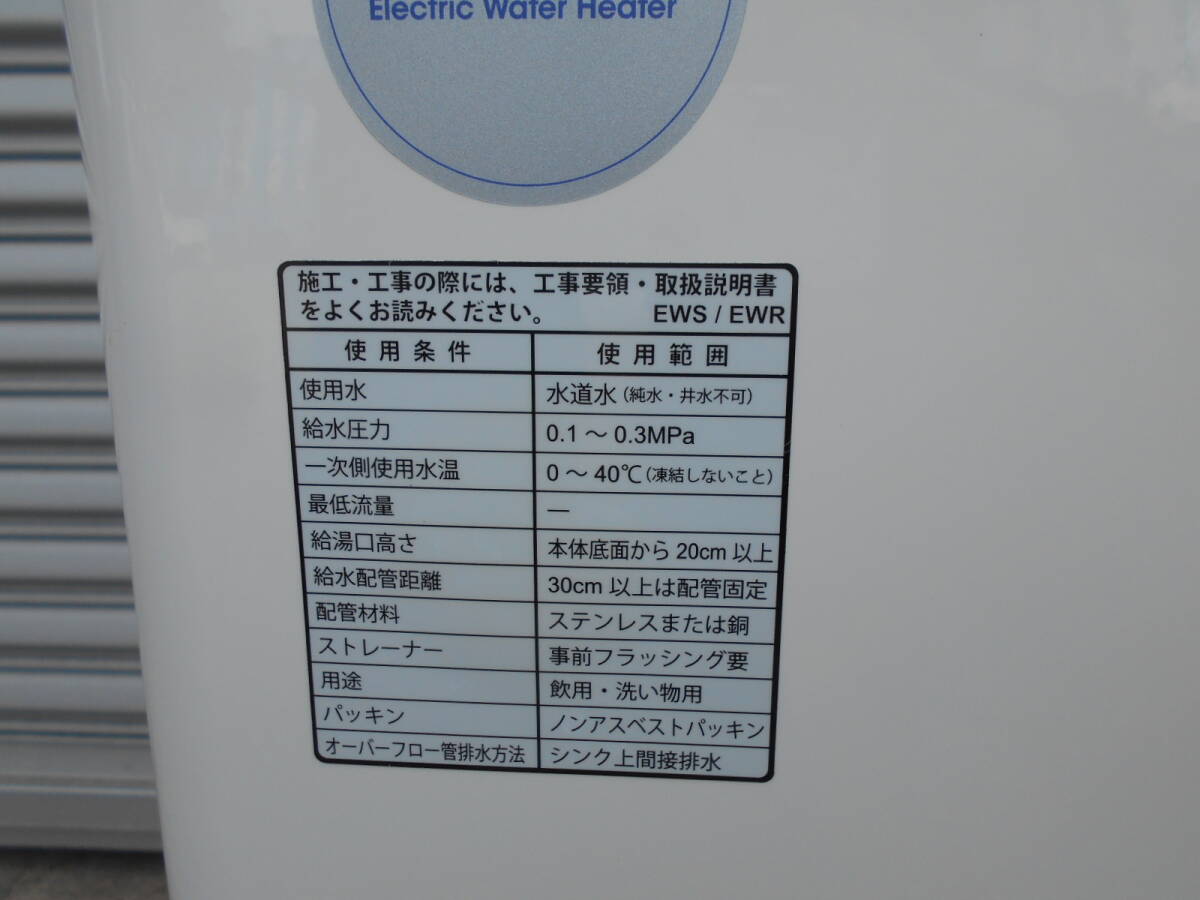 Electric Water Heater
施工・工事の際には、工事要領・取扱説明書
をよくお読みください。 EWS / EWR
使用条件 使用範囲
使用水 水道水（純水・井水不可）
給水圧力 0.1～0.3MPa
一次側使用水温 0～40℃（凍結しないこと）
最低流量 ―
給湯口高さ 本体底面から20cm以上
給水配管距離 30cm以上は配管固定
配管材料 ステンレスまたは銅
ストレーナー 事前フラッシング要
用途 飲用・洗い物用
パッキン ノンアスベストパッキン
オーバーフロー管排水方法 シンク上間接排水